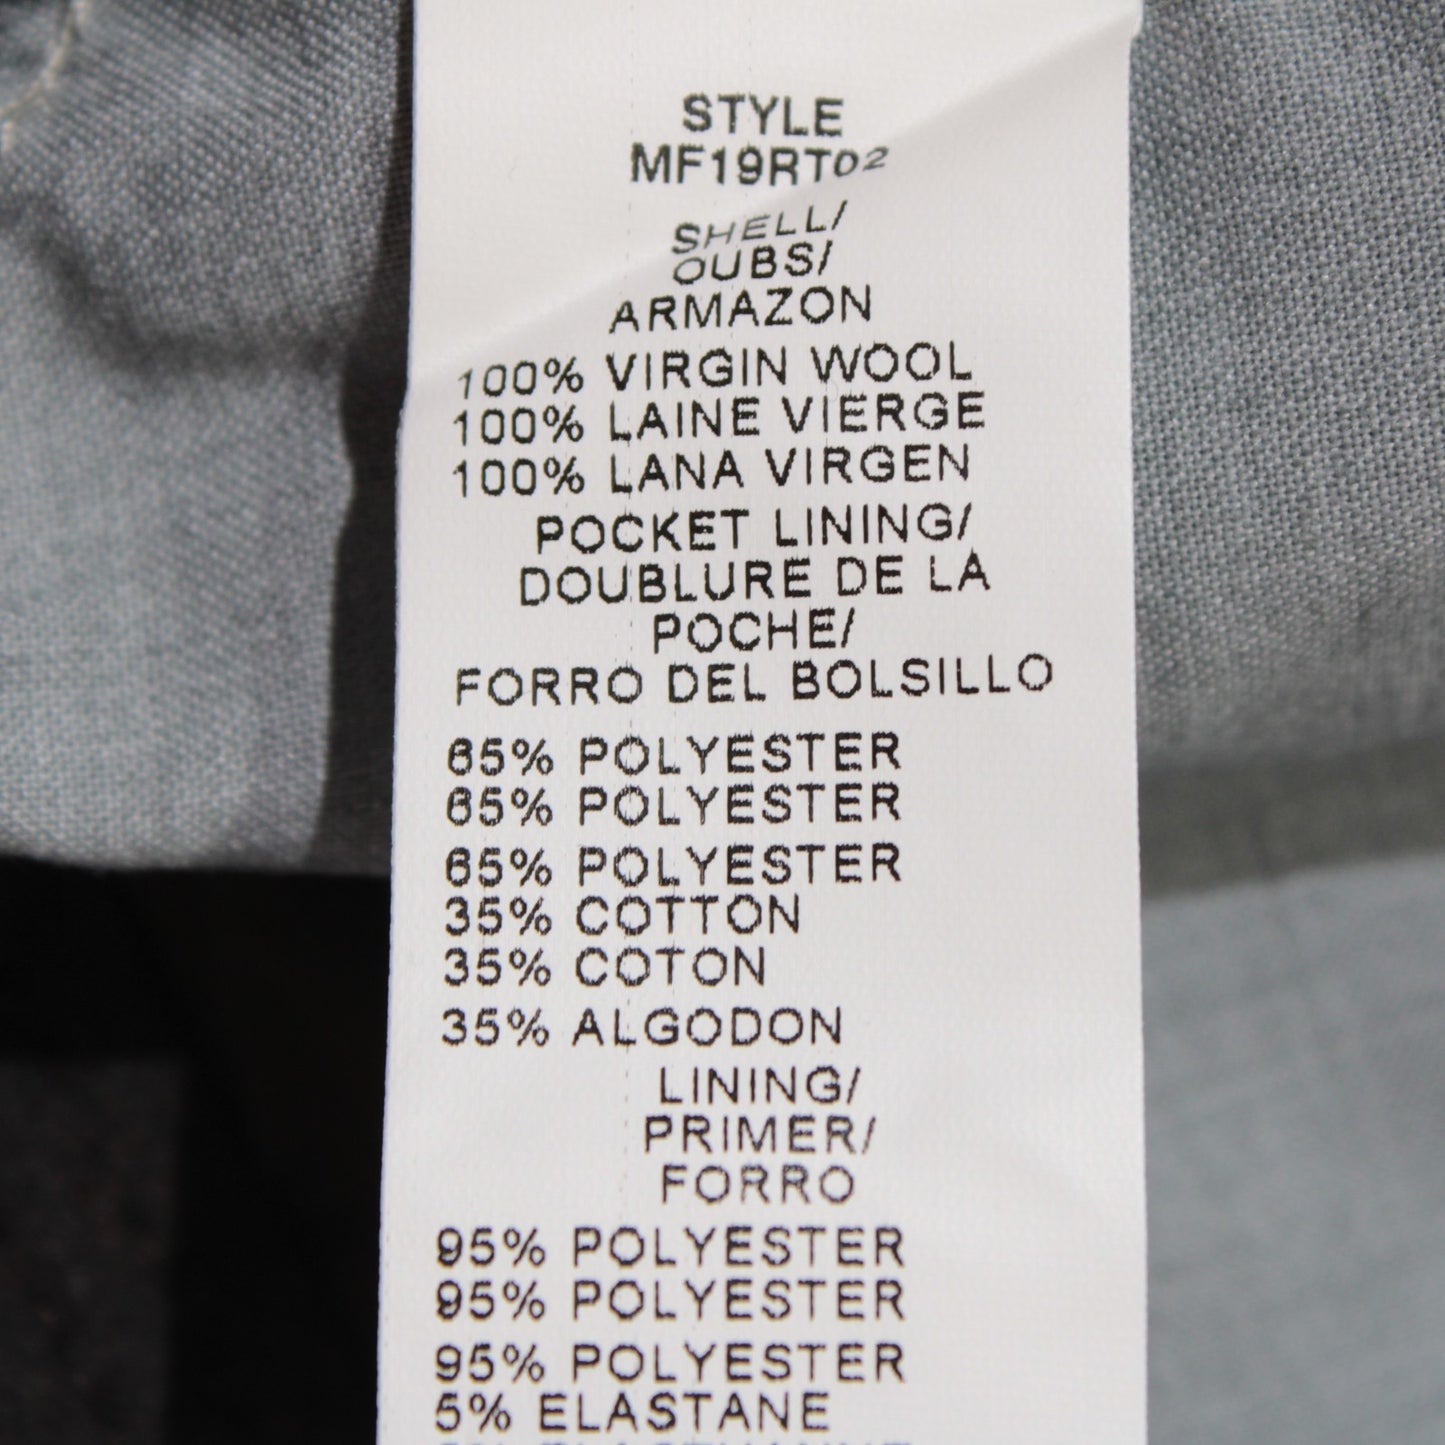 STYLE
MF19RT02
SHELL/
OUBS/
ARMAZON
100% VIRGIN WOOL
100% LAINE VIERGE
100% LANA VIRGEN
POCKET LINING/
DOUBLURE DE LA
POCHE/
FORRO DEL BOLSILLO
65% POLYESTER
65% POLYESTER
65% POLYESTER
35% COTTON
35% COTON
35% ALGODON
LINING/
PRIMER/
FORRO
95% POLYESTER
95% POLYESTER
95% POLYESTER
5% ELASTANE